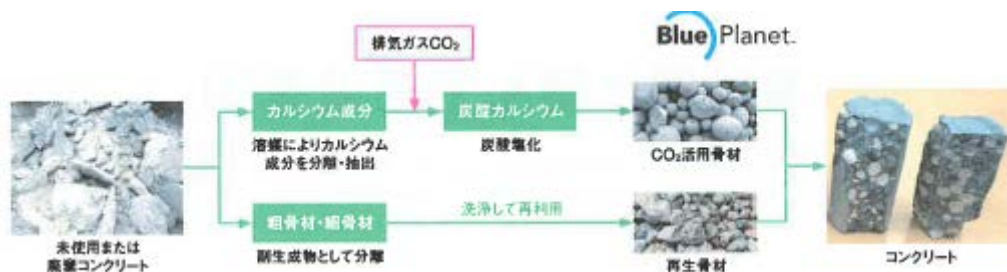 排気ガスCO₂
Blue Planet.
カルシウム成分
炭酸カルシウム
溶媒によりカルシウム
成分を分離・抽出
炭酸塩化
CO₂活用骨材
粗骨材・細骨材
洗浄して再利用
副生成物として分離
再生骨材
未使用または
廃棄コンクリート
コンクリート